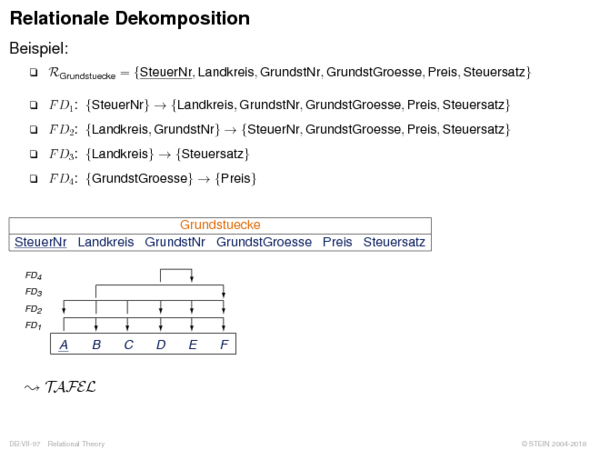 Relationale Dekomposition
Beispiel:
❑ R_Grundstuecke = {SteuerNr, Landkreis, GrundstNr, GrundstGroesse, Preis, Steuersatz}
❑ FD₁: {SteuerNr} → {Landkreis, GrundstNr, GrundstGroesse, Preis, Steuersatz}
❑ FD₂: {Landkreis, GrundstNr} → {SteuerNr, GrundstGroesse, Preis, Steuersatz}
❑ FD₃: {Landkreis} → {Steuersatz}
❑ FD₄: {GrundstGroesse} → {Preis}
Grundstuecke
SteuerNr Landkreis GrundstNr GrundstGroesse Preis Steuersatz
FD₄
FD₃
FD₂
FD₁
A B C D E F
⤳ TAFEL
DB:VII-97 Relational Theory © STEIN 2004-2018